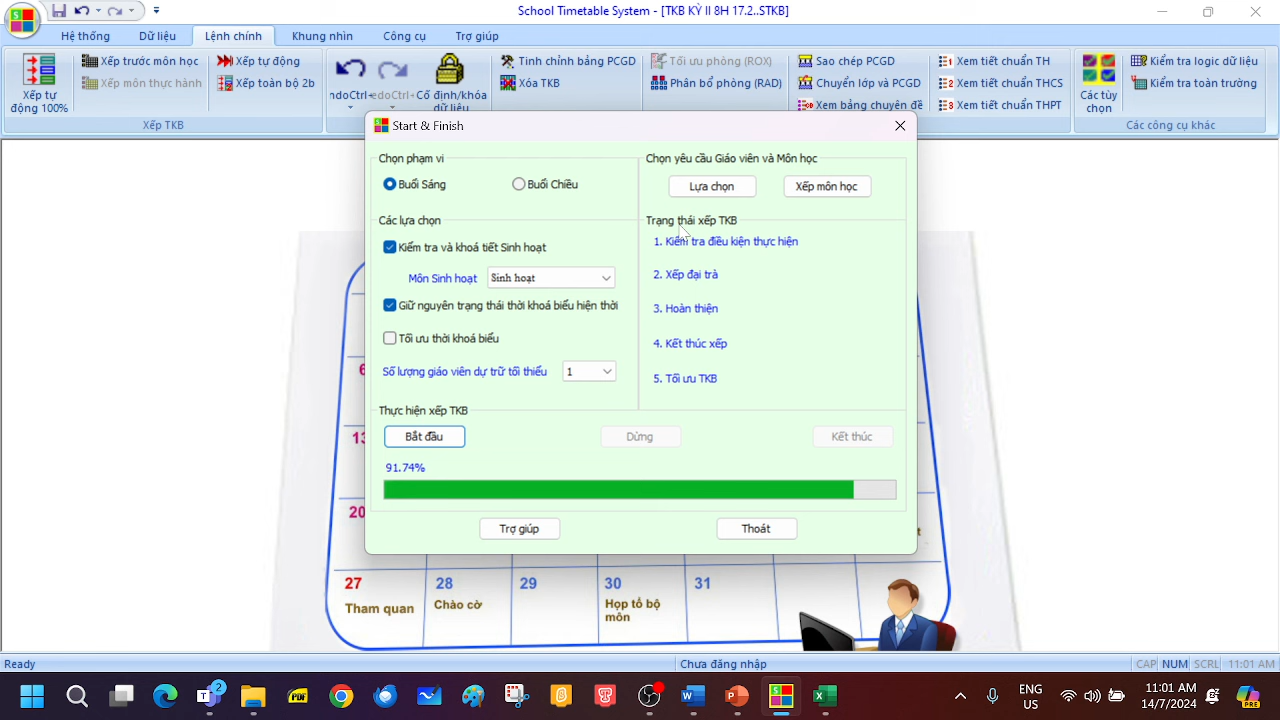 School Timetable System - [TKB KỲ II 8H 17.2..STKB]
Hệ thống Dữ liệu Lệnh chính Khung nhìn Công cụ Trợ giúp
Xếp tự động 100%
Xếp trước môn học
Xếp môn thực hành
Xếp tự động
Xếp toàn bộ 2b
Xếp TKB
ndoCtrl- edoCtrl-
Cố định/khóa dữ liệu
Tinh chỉnh bảng PCGD
Xóa TKB
Tối ưu phòng (OX)
Phân bổ phòng (RAD)
Sao chép PCGD
Chuyển lớp và PCGD
Xem bảng chuyên đề
Xem tiết chuẩn TH
Xem tiết chuẩn THCS
Xem tiết chuẩn THPT
Các tùy chọn
Kiểm tra logic dữ liệu
Kiểm tra toàn trường
Các công cụ khác
Start & Finish
Chọn phạm vi
Buổi Sáng Buổi Chiều
Các lựa chọn
Kiểm tra và khoá tiết Sinh hoạt
Môn Sinh hoạt Sinh hoạt
Giữ nguyên trạng thái thời khoá biểu hiện thời
Tối ưu thời khoá biểu
Số lượng giáo viên dự trữ tối thiểu 1
Chọn yêu cầu Giáo viên và Môn học
Lựa chọn Xếp môn học
Trạng thái xếp TKB
1. Kiểm tra điều kiện thực hiện
2. Xếp đại trà
3. Hoàn thiện
4. Kết thúc xếp
5. Tối ưu TKB
Thực hiện xếp TKB
Bắt đầu Dừng Kết thúc
91.74%
Trợ giúp Thoát
6
13
20
27 28 29 30 31
Tham quan Chào cờ Họp tổ bộ môn
Ready Chưa đăng nhập CAP NUM SCRL 11:01 AM
ENG
US
11:01 AM
14/7/2024